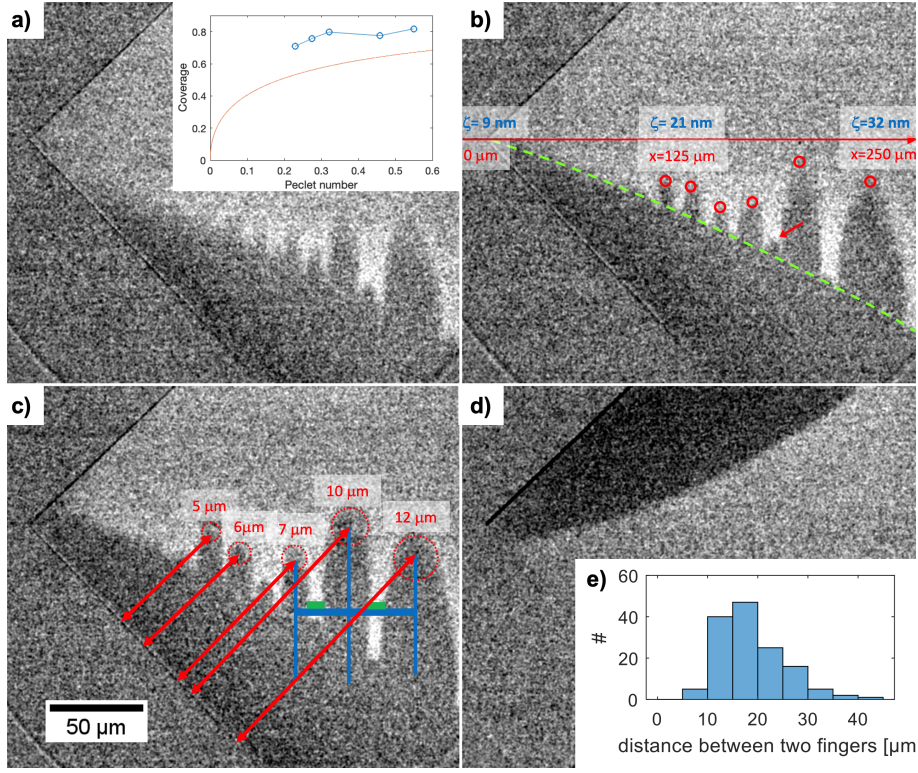 a)
0.8
0.6
0.4
0.2
0
Coverage
0 0.1 0.2 0.3 0.4 0.5 0.6
Peclet number
b)
ζ= 9 nm ζ= 21 nm ζ= 32 nm
0 µm x=125 µm x=250 µm
c)
5 µm
6µm
7 µm
10 µm
12 µm
50 µm
d)
e)
60
40
20
0
#
0 10 20 30 40
distance between two fingers [µm